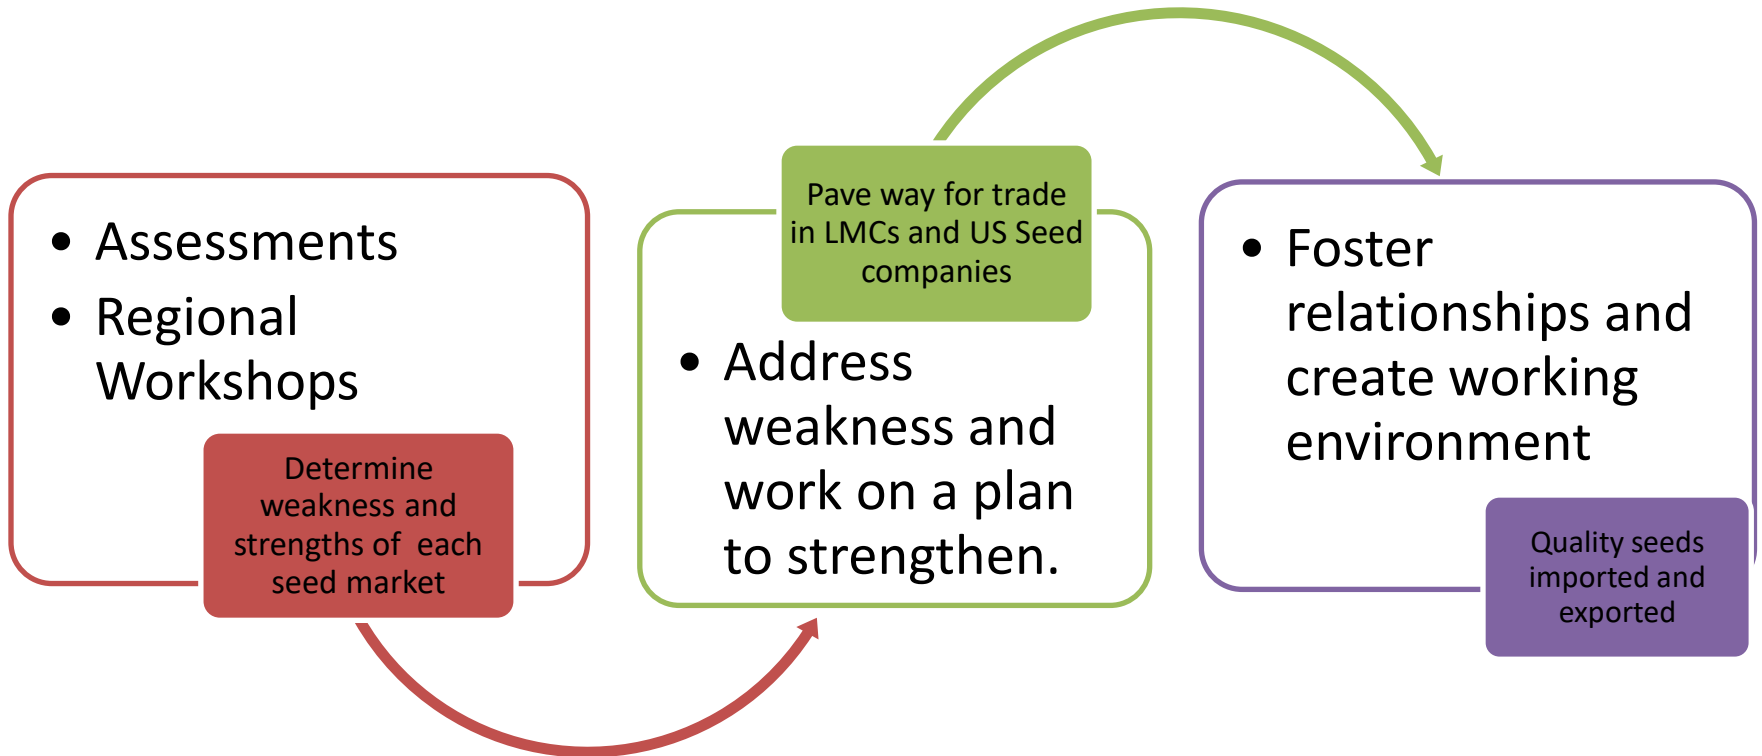 • Assessments
• Regional
Workshops
Determine
weakness and
strengths of  each
seed market
Pave way for trade
in LMCs and US Seed
companies
• Address
weakness and
work on a plan
to strengthen.
• Foster
relationships and
create working
environment
Quality seeds
imported and
exported